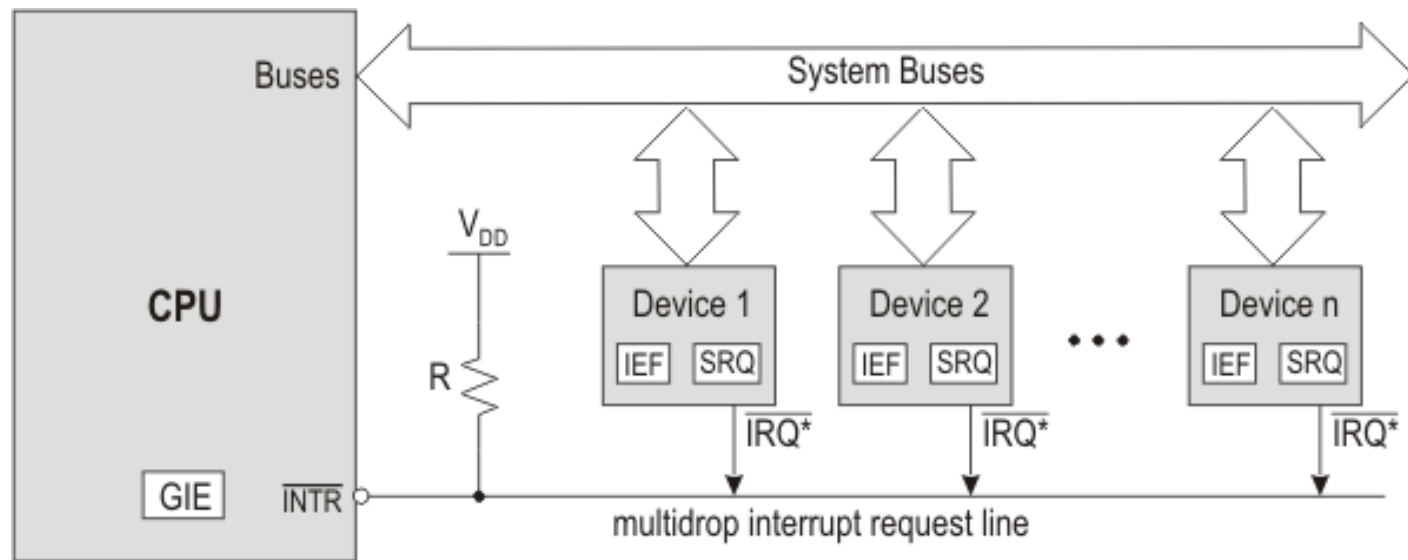 Buses
System Buses
V_DD
CPU
R
Device 1
IEF SRQ
Device 2
IEF SRQ
Device n
IEF SRQ
IRQ*
IRQ*
IRQ*
GIE
INTR
multidrop interrupt request line